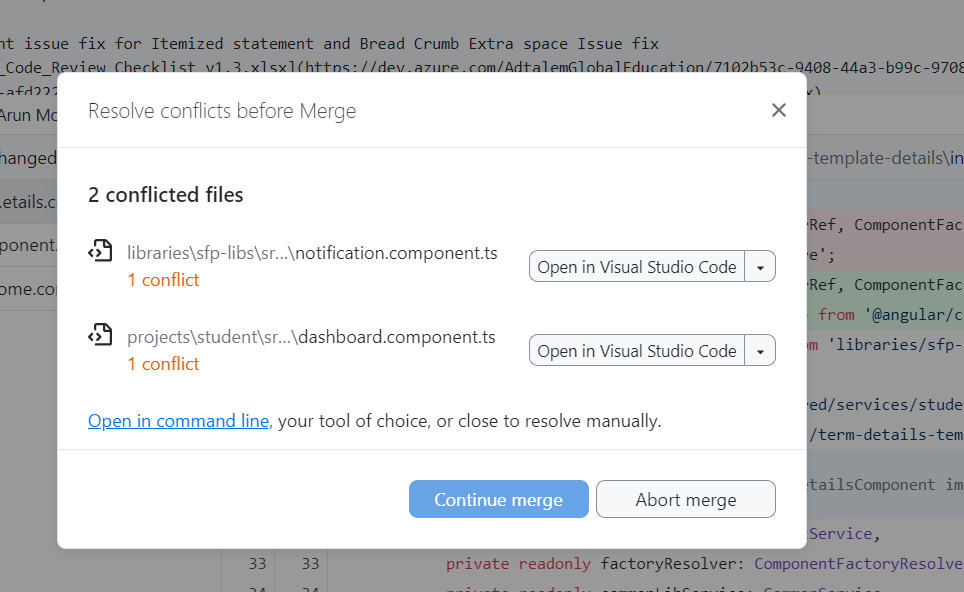 nt issue fix for Itemized statement and Bread Crumb Extra space Issue fix
_Code_Review_Checklist_v1.3.xlsx](https://dev.azure.com/AdtalemGlobalEducation/7102b53c-9408-44a3-b99c-9708
-afd222 x)
Arun Mo
hanged -template-details\in
Resolve conflicts before Merge
etails.c
2 conflicted files
Ref, ComponentFac
ponent.
libraries\sfp-libs\sr...\notification.component.ts
e';
Open in Visual Studio Code
1 conflict
ome.co Ref, ComponentFac
from '@angular/c
projects\student\sr...\dashboard.component.ts
m 'libraries/sfp-
Open in Visual Studio Code
1 conflict
ed/services/stude
Open in command line, your tool of choice, or close to resolve manually.
/term-details-tem
etailsComponent im
Continue merge Abort merge
Service,
33 33 private readonly factoryResolver: ComponentFactoryResolve